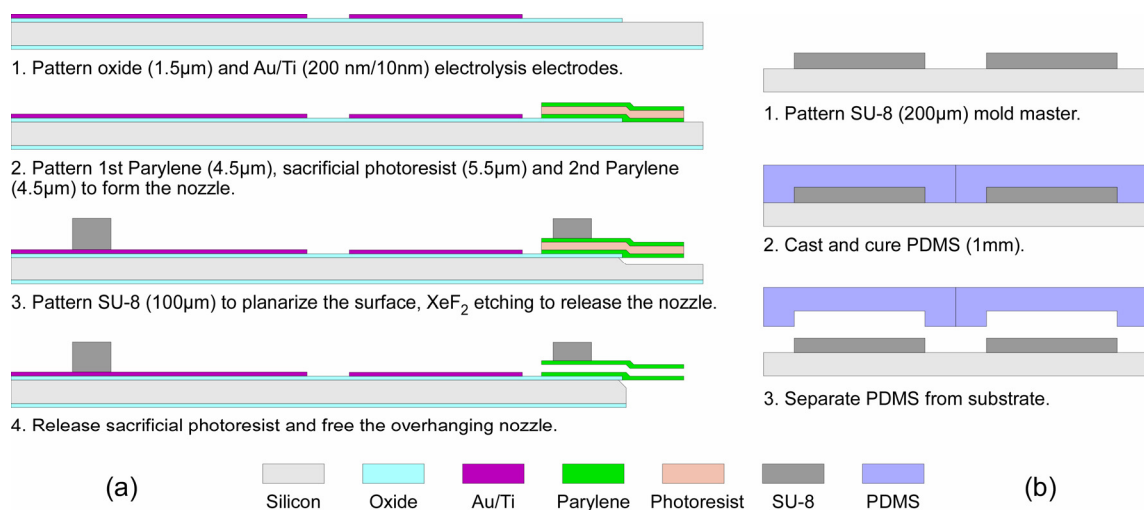 1. Pattern oxide (1.5µm) and Au/Ti (200 nm/10nm) electrolysis electrodes.
2. Pattern 1st Parylene (4.5µm), sacrificial photoresist (5.5µm) and 2nd Parylene
(4.5µm) to form the nozzle.
3. Pattern SU-8 (100µm) to planarize the surface, XeF2 etching to release the nozzle.
4. Release sacrificial photoresist and free the overhanging nozzle.
1. Pattern SU-8 (200µm) mold master.
2. Cast and cure PDMS (1mm).
3. Separate PDMS from substrate.
(a)
Silicon
Oxide
Au/Ti
Parylene
Photoresist
SU-8
PDMS
(b)